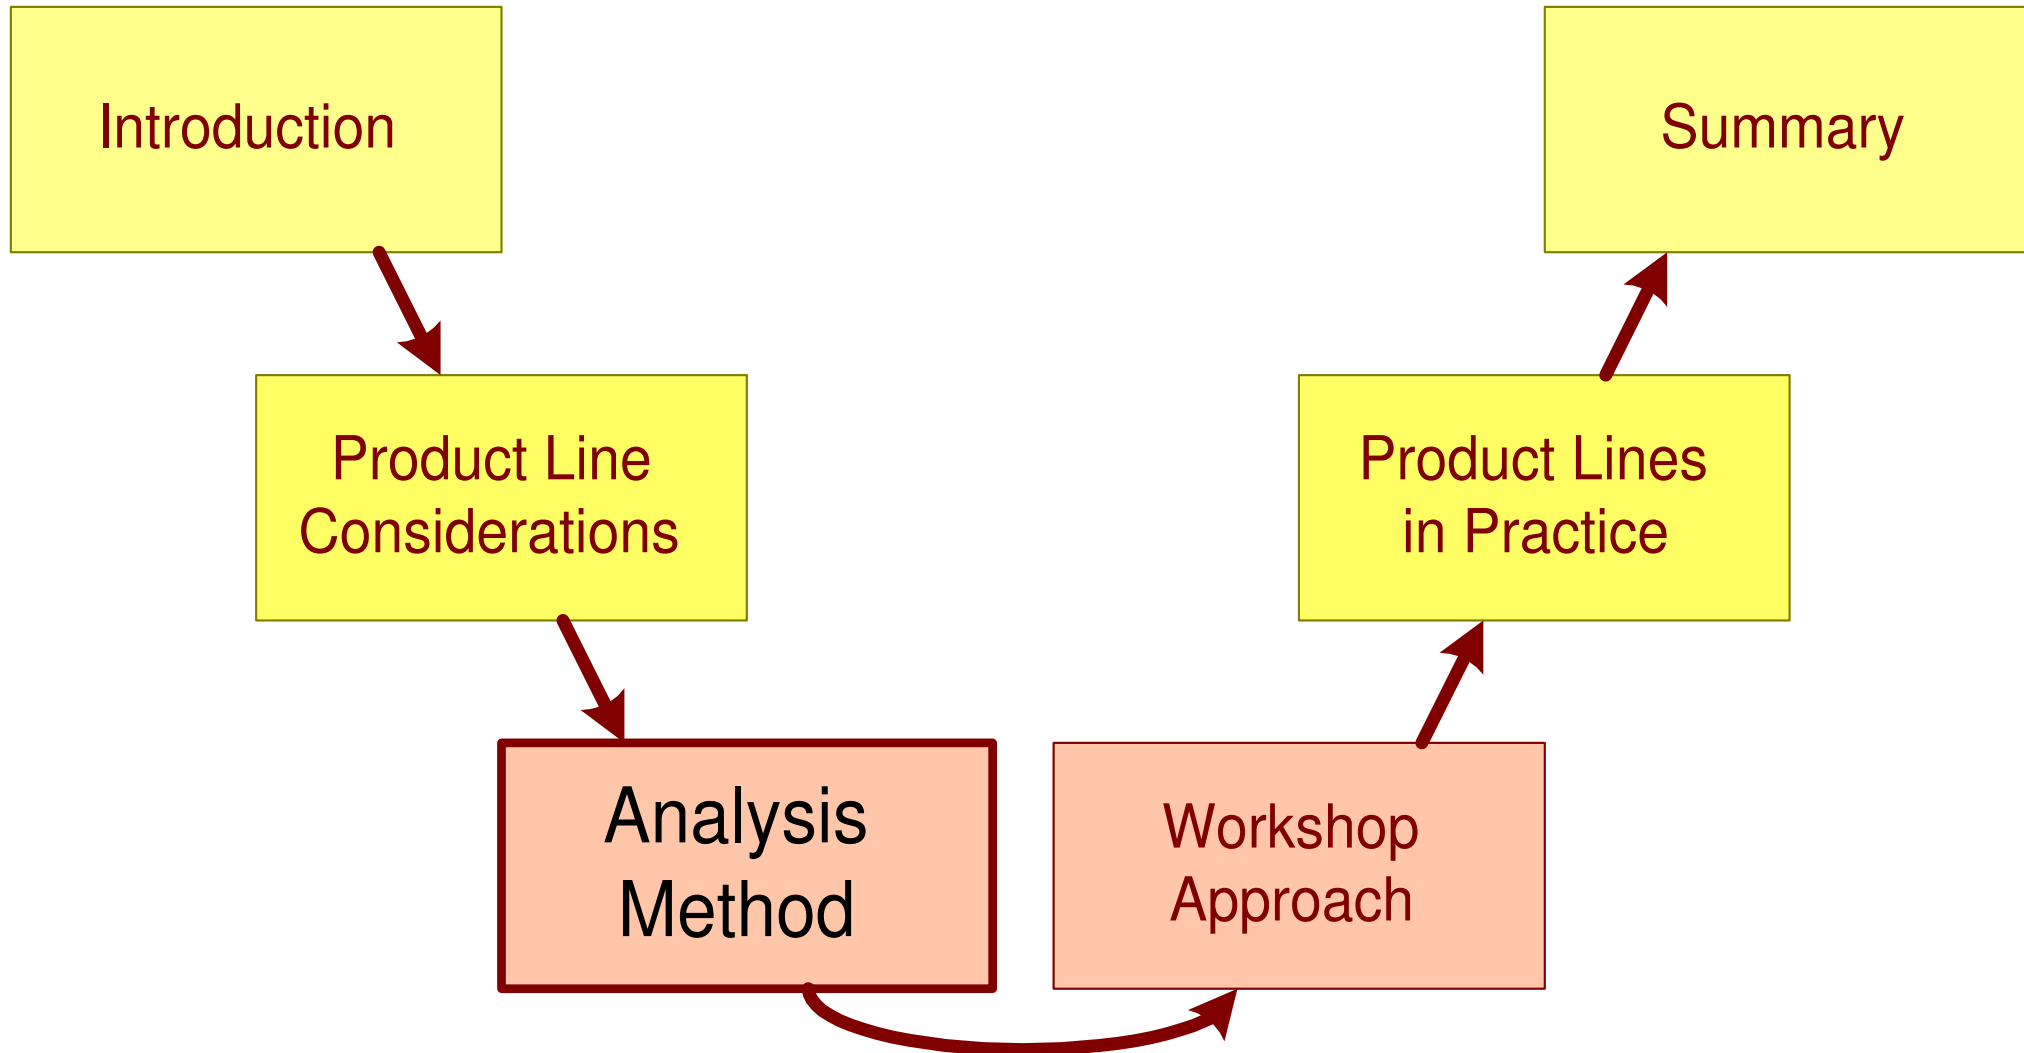 Introduction
Product Line
Considerations
Analysis
Method
Workshop
Approach
Product Lines
in Practice
Summary